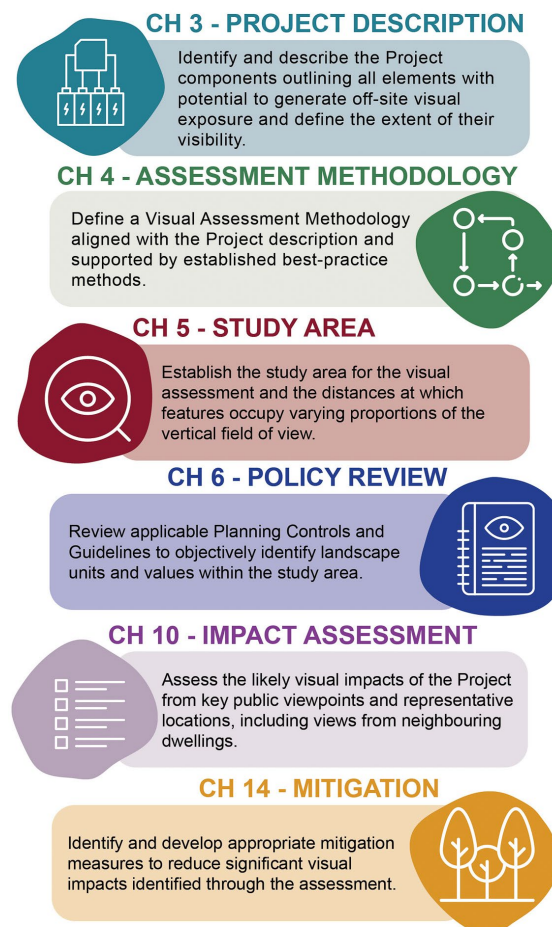 CH 3 - PROJECT DESCRIPTION
Identify and describe the Project
components outlining all elements with
potential to generate off-site visual
exposure and define the extent of their
visibility.
CH 4 - ASSESSMENT METHODOLOGY
Define a Visual Assessment Methodology
aligned with the Project description and
supported by established best-practice
methods.
CH 5 - STUDY AREA
Establish the study area for the visual
assessment and the distances at which
features occupy varying proportions of the
vertical field of view.
CH 6 - POLICY REVIEW
Review applicable Planning Controls and
Guidelines to objectively identify landscape
units and values within the study area.
CH 10 - IMPACT ASSESSMENT
Assess the likely visual impacts of the Project
from key public viewpoints and representative
locations, including views from neighbouring
dwellings.
CH 14 - MITIGATION
Identify and develop appropriate mitigation
measures to reduce significant visual
impacts identified through the assessment.